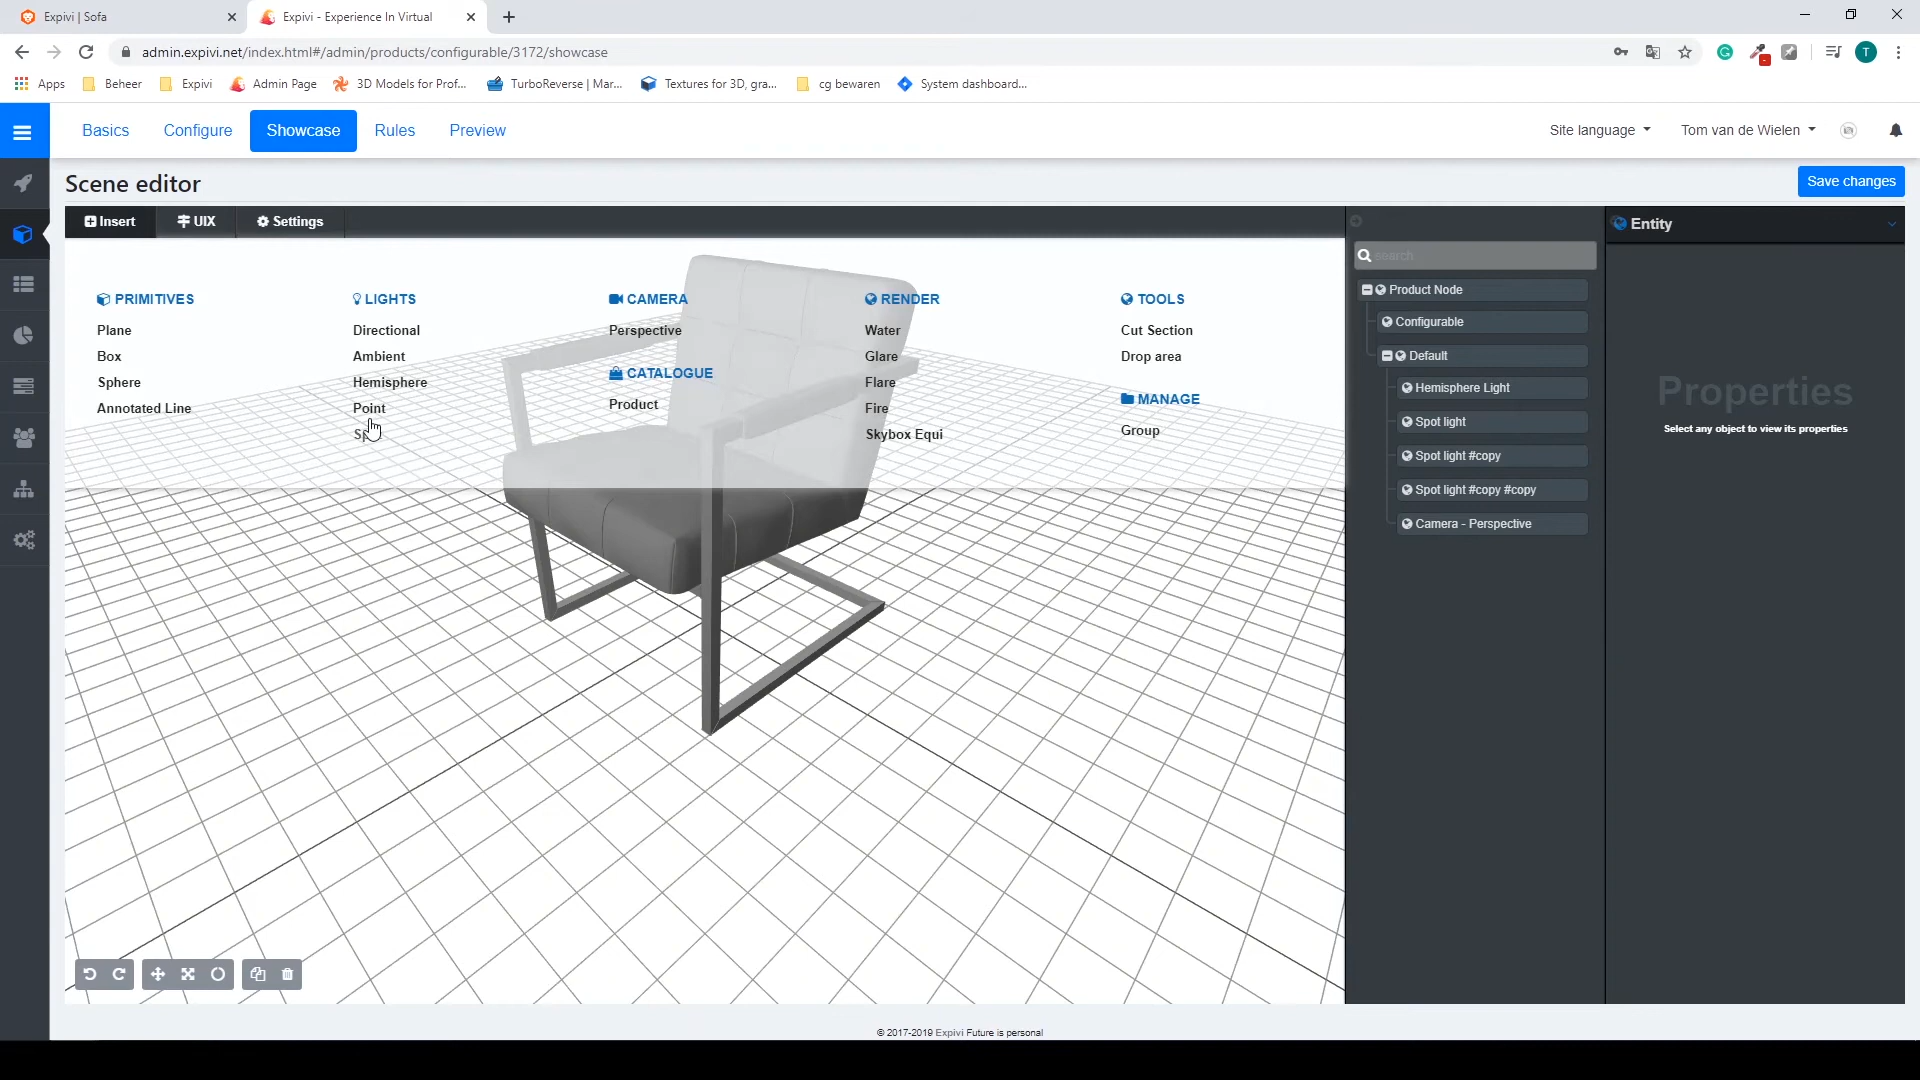 Expivi | Sofa
Expivi - Experience In Virtual
admin.expivi.net/index.html#/admin/products/configurable/3172/showcase
Apps
Beheer
Expivi
Admin Page
3D Models for Prof...
TurboReverse | Mar...
Textures for 3D, gra...
cg bewaren
System dashboard...
T
Basics
Configure
Showcase
Rules
Preview
Site language
Tom van de Wielen
Scene editor
Save changes
Insert
UIX
Settings
PRIMITIVES
Plane
Box
Sphere
Annotated Line
LIGHTS
Directional
Ambient
Hemisphere
Point
CAMERA
Perspective
CATALOGUE
Product
RENDER
Water
Glare
Flare
Fire
Skybox Equi
TOOLS
Cut Section
Drop area
MANAGE
Group
search
Product Node
Configurable
Default
Hemisphere Light
Spot light
Spot light #copy
Spot light #copy #copy
Camera - Perspective
Entity
Properties
Select any object to view its properties
© 2017-2019 Expivi Future is personal